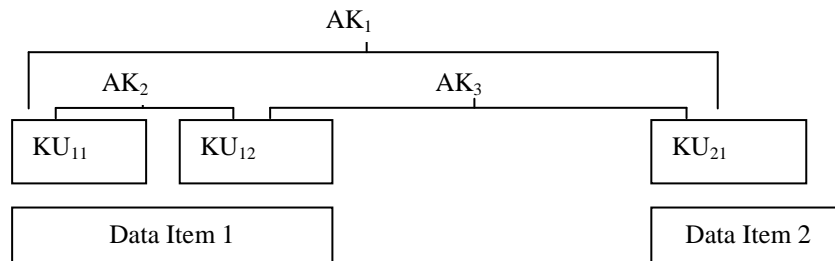 AK₁
AK₂ AK₃
KU₁₁ KU₁₂ KU₂₁
Data Item 1 Data Item 2